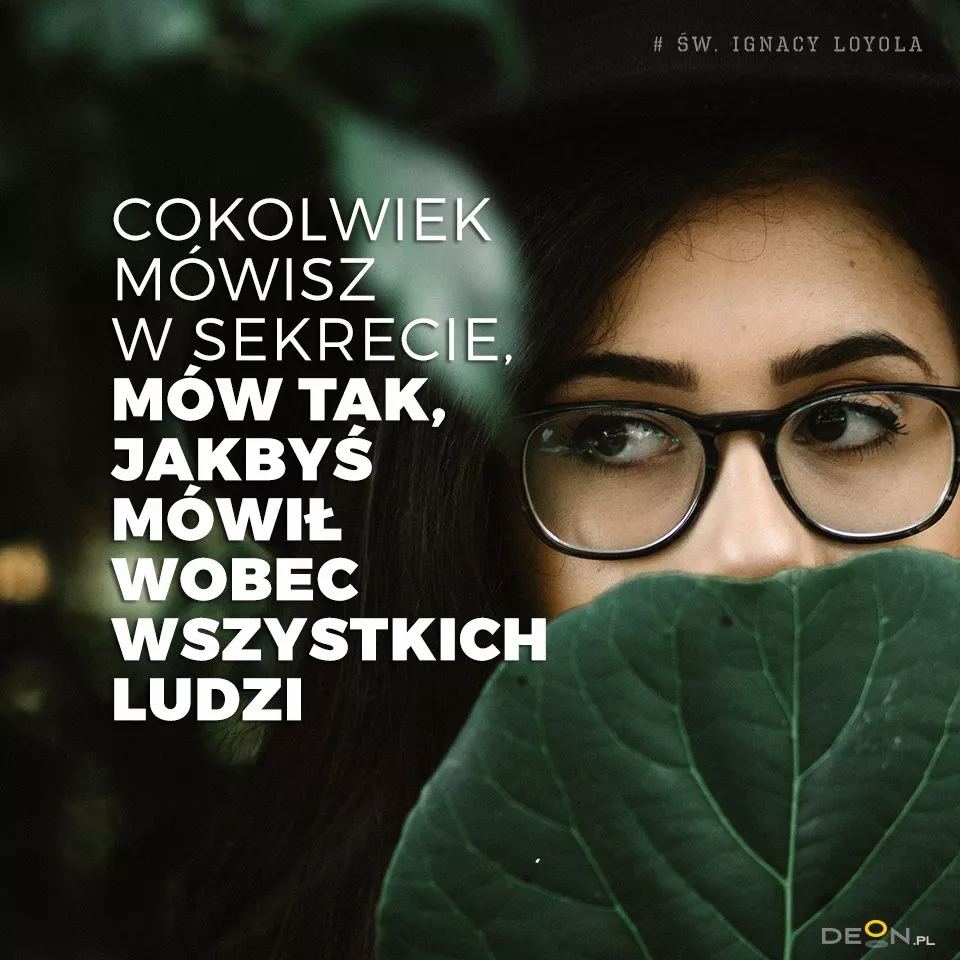 # ŚW. IGNACY LOYOLA
COKOLWIEK
MÓWISZ
W SEKRECIE,
MÓW TAK,
JAKBYŚ
MÓWIŁ
WOBEC
WSZYSTKICH
LUDZI
DEON.PL